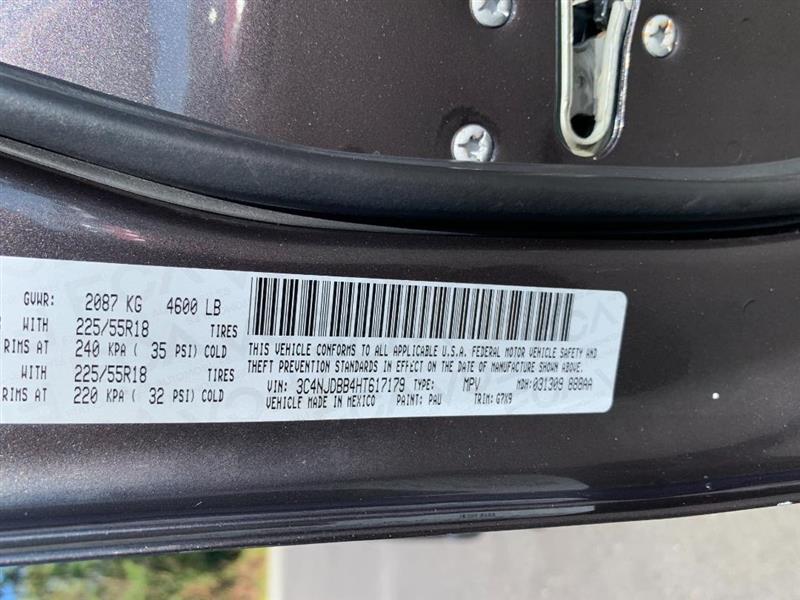 GVWR: 2087 KG 4600 LB
WITH 225/55R18 TIRES
RIMS AT 240 KPA ( 35 PSI) COLD
WITH 225/55R18 TIRES
RIMS AT 220 KPA ( 32 PSI) COLD
THIS VEHICLE CONFORMS TO ALL APPLICABLE U.S.A. FEDERAL MOTOR VEHICLE SAFETY AND
THEFT PREVENTION STANDARDS IN EFFECT ON THE DATE OF MANUFACTURE SHOWN ABOVE.
VIN: 3C4NJDBB4HT617179 TYPE: MPV MDH: 031309 888AA
VEHICLE MADE IN MEXICO PAINT: PAU TRIM: G7X9